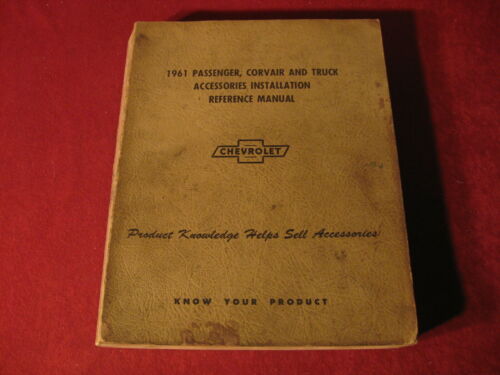 1961 PASSENGER, CORVAIR AND TRUCK
ACCESSORIES INSTALLATION
REFERENCE MANUAL
CHEVROLET
Product Knowledge Helps Sell Accessories
KNOW YOUR PRODUCT